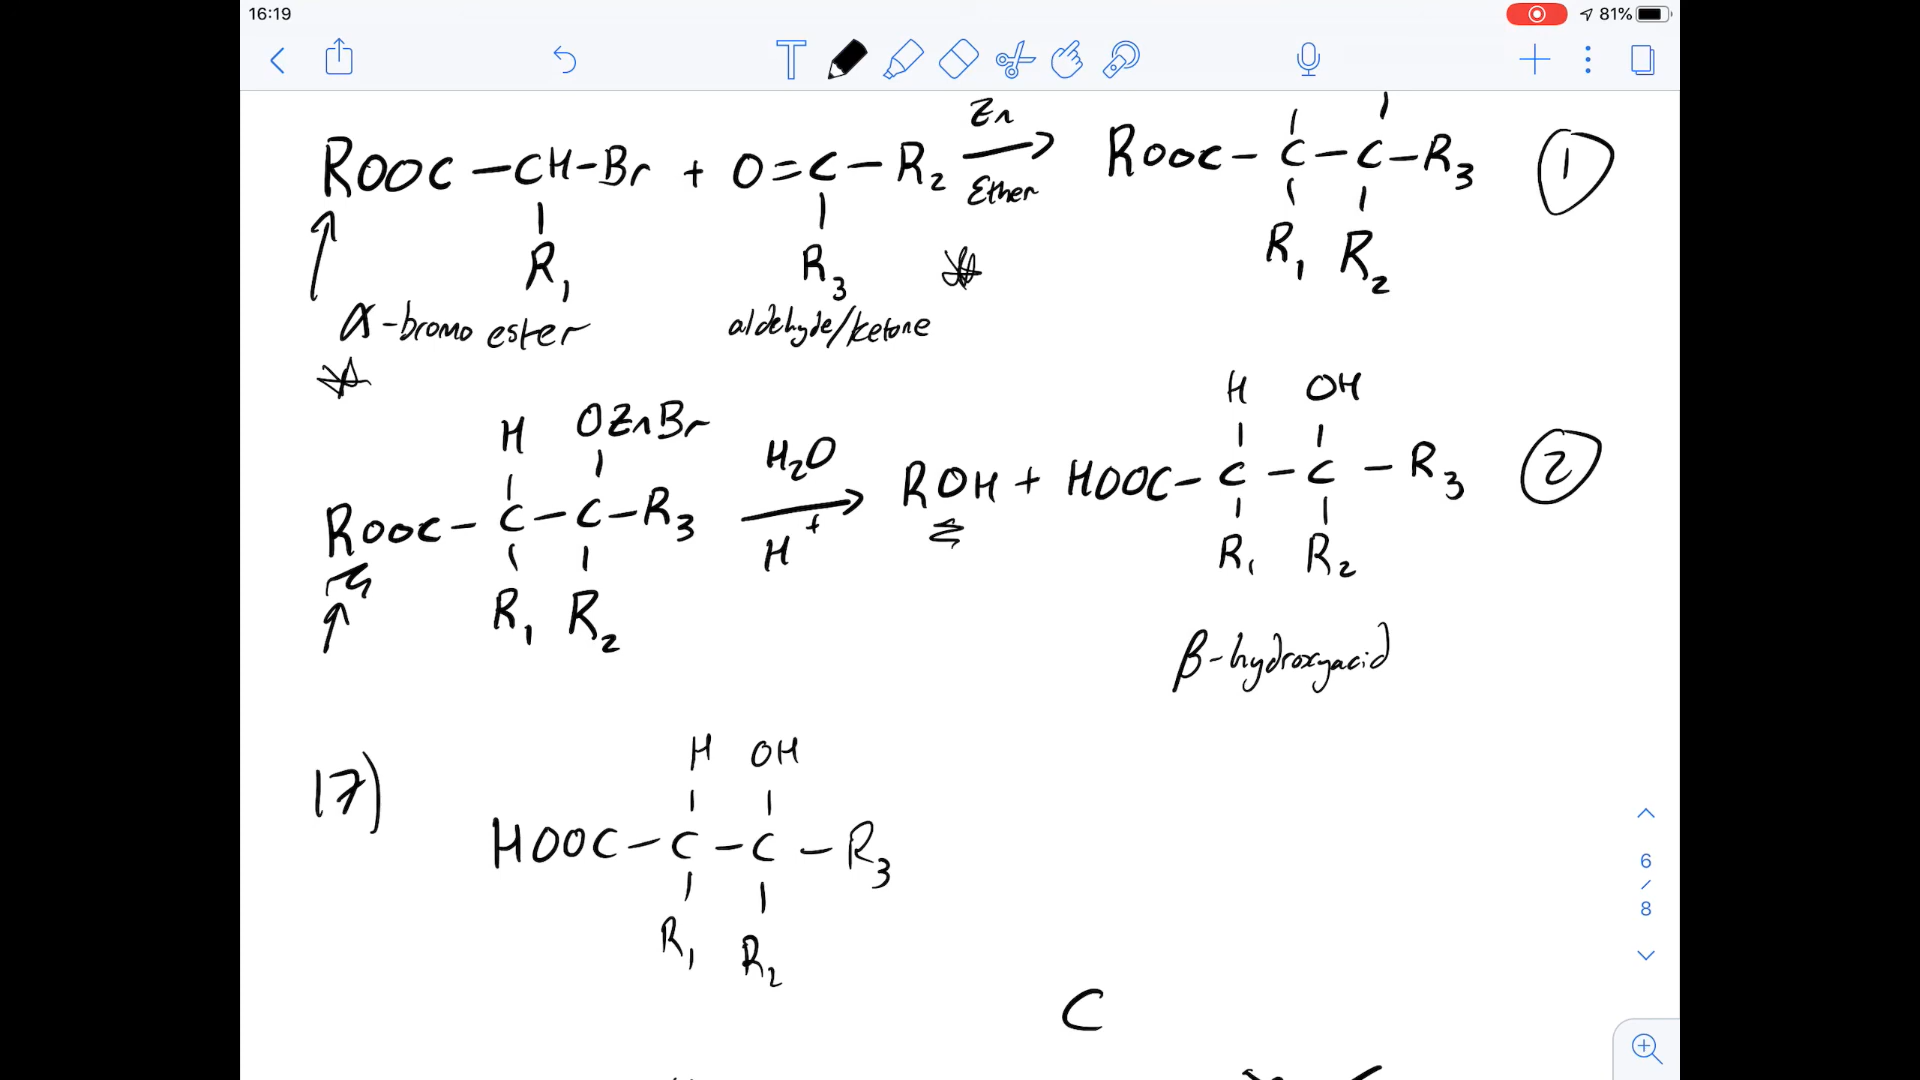 16:19
81%
Zn
ROOC - CH - Br + O = C - R2 → ROOC - C - C - R3 1
Ether
R1 R3 R1 R2
α-bromo ester aldehyde/ketone
H OZnBr H2O H OH
ROOC - C - C - R3 → ROH + HOOC - C - C - R3 2
H+
R1 R2 R1 R2
β-hydroxyacid
17)
H OH
HOOC - C - C - R3
R1 R2
C
6
/
8